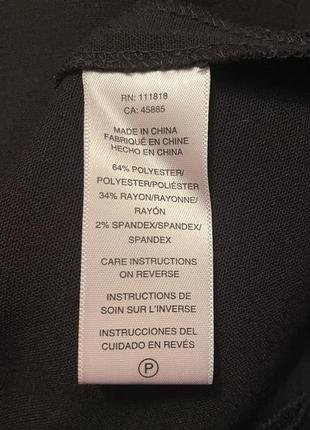 RN: 111818
CA: 45885
MADE IN CHINA
FABRIQUÉ EN CHINE
HECHO EN CHINA
64% POLYESTER/
POLYESTER/POLIÉSTER
34% RAYON/RAYONNE/
RAYÓN
2% SPANDEX/SPANDEX/
SPANDEX
CARE INSTRUCTIONS
ON REVERSE
INSTRUCTIONS DE
SOIN SUR L'INVERSE
INSTRUCCIONES DEL
CUIDADO EN REVÉS
P